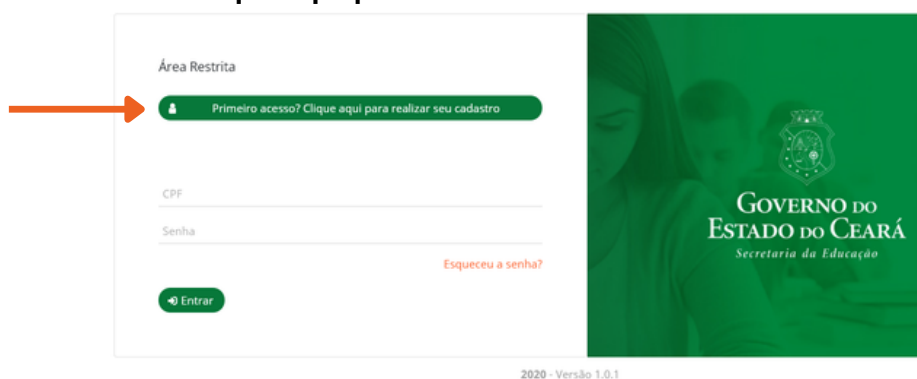 Área Restrita
Primeiro acesso? Clique aqui para realizar seu cadastro
CPF
Senha
Esqueceu a senha?
Entrar
GOVERNO DO
ESTADO DO CEARÁ
Secretaria da Educação
2020 - Versão 1.0.1